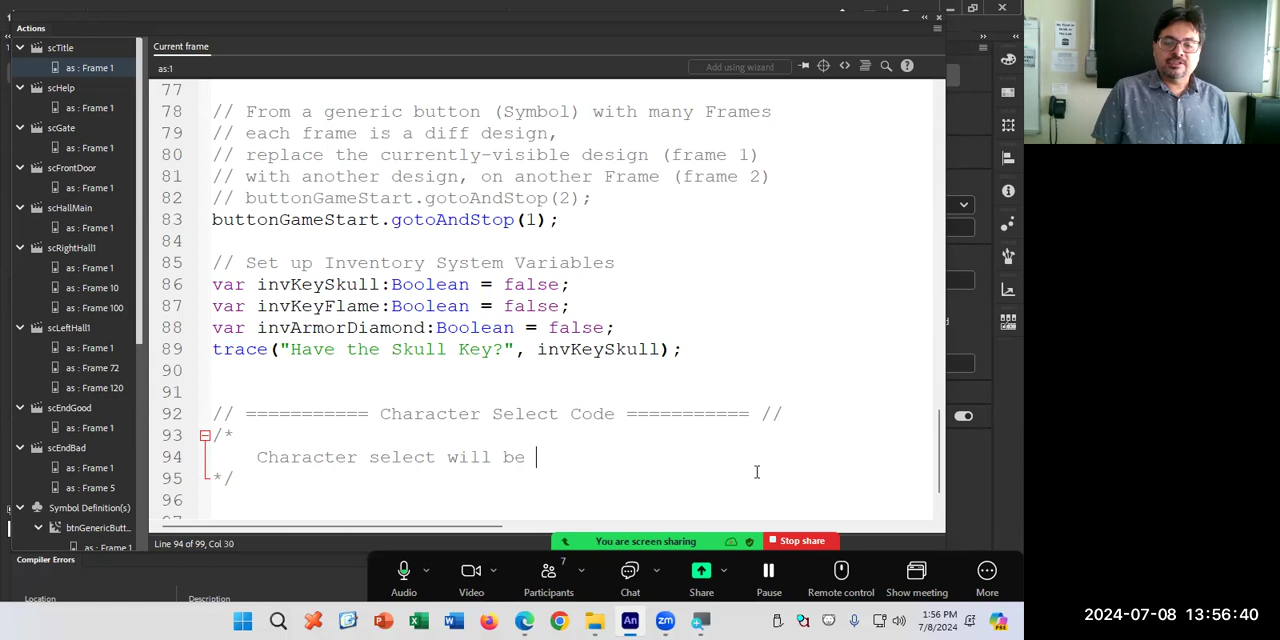 Actions
scTitle
as : Frame 1
scHelp
as : Frame 1
scGate
as : Frame 1
scFrontDoor
as : Frame 1
scHallMain
as : Frame 1
scRightHall1
as : Frame 1
as : Frame 10
as : Frame 100
scLeftHall1
as : Frame 1
as : Frame 72
as : Frame 120
scEndGood
as : Frame 1
scEndBad
as : Frame 1
as : Frame 5
Symbol Definition(s)
btnGenericButt...
as : Frame 1
Compiler Errors
Location
Description
Current frame
as:1
Add using wizard
77
78 // From a generic button (Symbol) with many Frames
79 // each frame is a diff design,
80 // replace the currently-visible design (frame 1)
81 // with another design, on another Frame (frame 2)
82 // buttonGameStart.gotoAndStop(2);
83 buttonGameStart.gotoAndStop(1);
84
85 // Set up Inventory System Variables
86 var invKeySkull:Boolean = false;
87 var invKeyFlame:Boolean = false;
88 var invArmorDiamond:Boolean = false;
89 trace("Have the Skull Key?", invKeySkull);
90
91
92 // =========== Character Select Code =========== //
93 /*
94 Character select will be
95 */
96
97
Line 94 of 99, Col 30
You are screen sharing
Stop share
Audio
Video
7
Participants
Chat
Share
Pause
Remote control
Show meeting
More
1:56 PM
7/8/2024
2024-07-08 13:56:40